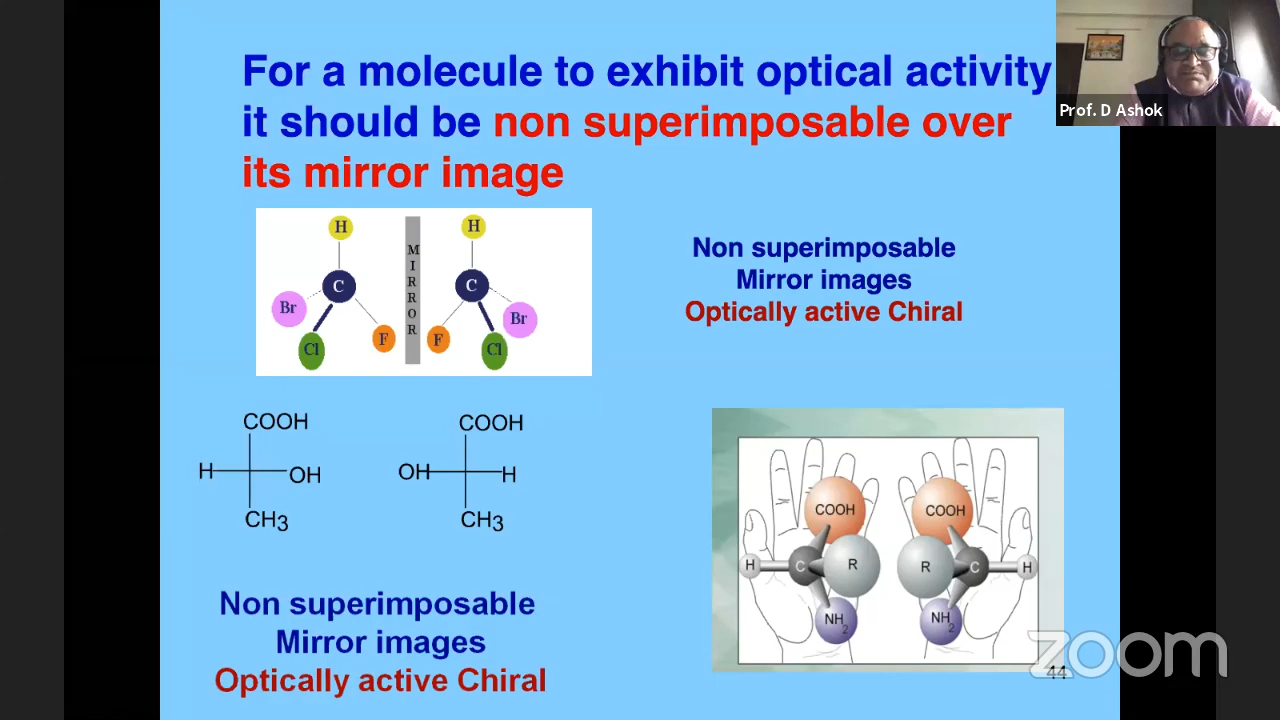 For a molecule to exhibit optical activity
it should be non superimposable over
its mirror image
Prof. D Ashok
H
H
M
I
R
R
O
R
C
C
Br
Br
Cl
F
F
Cl
Non superimposable
Mirror images
Optically active Chiral
COOH
H
OH
CH3
COOH
OH
H
CH3
Non superimposable
Mirror images
Optically active Chiral
COOH
COOH
H
C
R
R
C
H
NH2
NH2
zoom
44